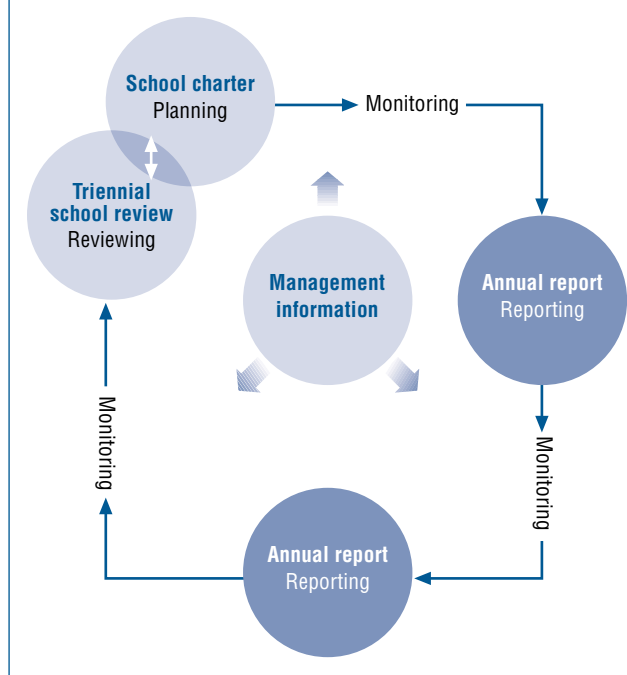 School charter
Planning
Monitoring
Triennial
school review
Reviewing
Management
information
Annual report
Reporting
Monitoring
Monitoring
Annual report
Reporting